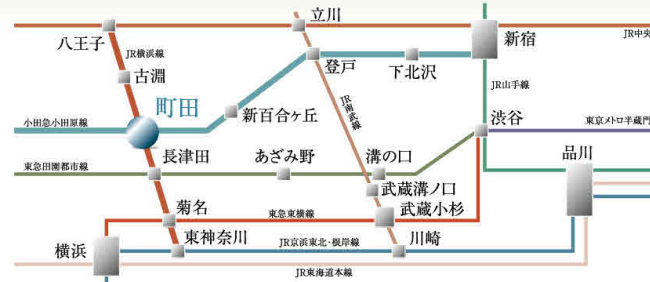 立川
八王子
新宿
JR中央
JR横浜線
登戸
下北沢
古淵
JR山手線
町田
新百合ヶ丘
JR南武線
小田急小田原線
渋谷
東京メトロ半蔵門
長津田
あざみ野
溝の口
品川
東急田園都市線
武蔵溝ノ口
菊名
東急東横線
武蔵小杉
横浜
東神奈川
JR京浜東北・根岸線
川崎
JR東海道本線